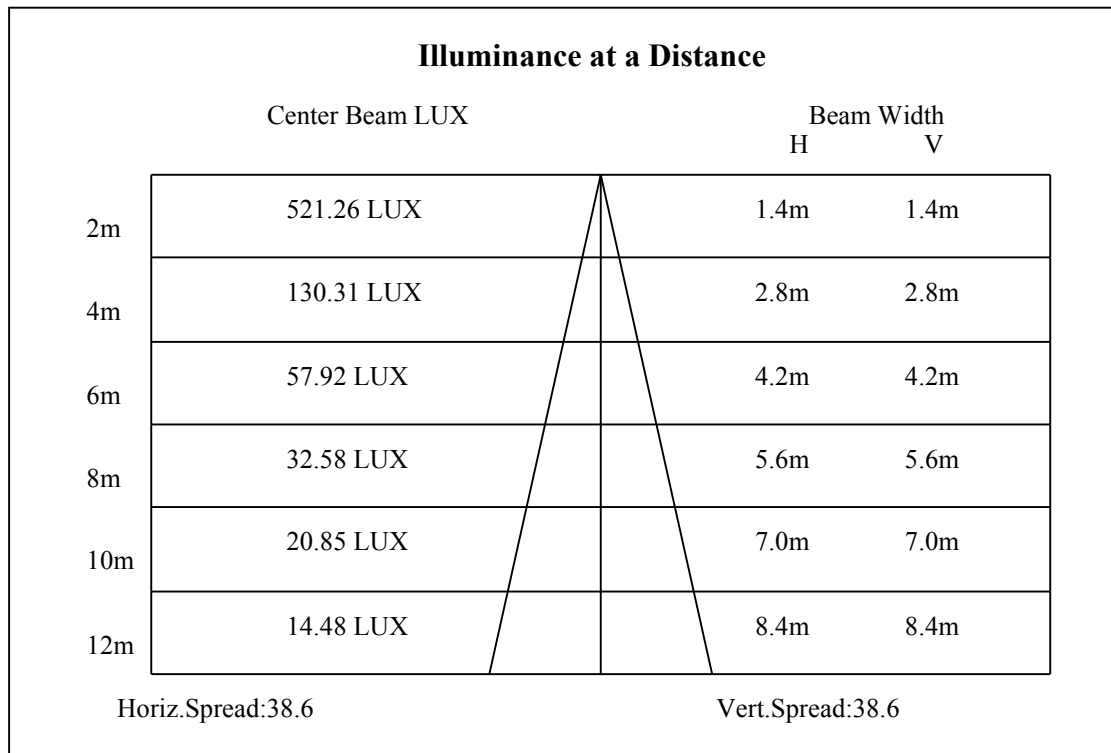 Illuminance at a Distance
Center Beam LUX Beam Width
H V
2m 521.26 LUX 1.4m 1.4m
4m 130.31 LUX 2.8m 2.8m
6m 57.92 LUX 4.2m 4.2m
8m 32.58 LUX 5.6m 5.6m
10m 20.85 LUX 7.0m 7.0m
12m 14.48 LUX 8.4m 8.4m
Horiz.Spread:38.6 Vert.Spread:38.6